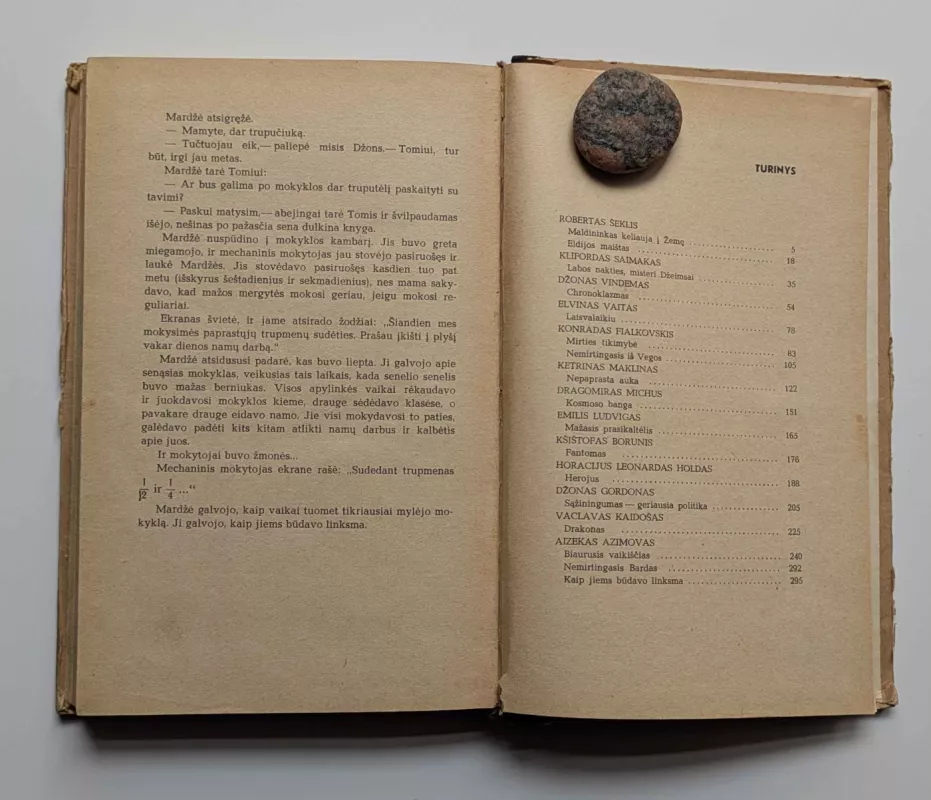 Mardžė atsigręžė.
— Mamyte, dar trupučiuką.
— Tučtuojau eik,— paliepė misis Džons.— Tomiui, tur
būt, irgi jau metas.
Mardžė tarė Tomiui:
— Ar bus galima po mokyklos dar truputėlį paskaityti su
tavimi?
— Paskui matysim,— abejingai tarė Tomis ir švilpaudamas
išėjo, nešinas po pažasčia sena dulkina knyga.
Mardžė nuspūdino į mokyklos kambarį. Jis buvo greta
miegamojo, ir mechaninis mokytojas jau stovėjo pasiruošęs ir
laukė Mardžės. Jis stovėdavo pasiruošęs kasdien tuo pat
metu (išskyrus šeštadienius ir sekmadienius), nes mama saky-
davo, kad mažos mergytės mokosi geriau, jeigu mokosi re-
guliariai.
Ekranas švietė, ir jame atsirado žodžiai: „Šiandien mes
mokysimės paprastųjų trupmenų sudėties. Prašau įkišti į plyšį
vakar dienos namų darbą.“
Mardžė atsidususi padarė, kas buvo liepta. Ji galvojo apie
senąsias mokyklas, veikusias tais laikais, kada senelio senelis
buvo mažas berniukas. Visos apylinkės vaikai rėkaudavo
ir juokdavosi mokyklos kieme, drauge sėdėdavo klasėse, o
pavakare drauge eidavo namo. Jie visi mokydavosi to paties,
galėdavo padėti kits kitam atlikti namų darbus ir kalbėtis
apie juos.
Ir mokytojai buvo žmonės...
Mechaninis mokytojas ekrane rašė: „Sudedant trupmenas
1/2 ir 1/4 ...“
Mardžė galvojo, kaip vaikai tuomet tikriausiai mylėjo mo-
kyklą. Ji galvojo, kaip jiems būdavo linksma.
TURINYS
ROBERTAS ŠEKLIS
Maldininkas keliauja į Žemę 5
Eidijos maištas 18
KLIFORDAS SAIMAKAS
Labos nakties, misteri Džeimsai 35
DŽONAS VINDEMAS
Chronoklazmas 54
ELVINAS VAITAS
Laisvalaikiu 78
KONRADAS FIALKOVSKIS
Mirties tikimybė 83
Nemirtingasis iš Vegos 105
KETRINAS MAKLINAS
Nepaprasta auka 122
DRAGOMIRAS MICHUS
Kosmoso banga 151
EMILIS LUDVIGAS
Mažasis prasikaltėlis 165
KŠIŠTOFAS BORUNIS
Fantomas 176
HORACIJUS LEONARDAS HOLDAS
Herojus 188
DŽONAS GORDONAS
Sąžiningumas — geriausia politika 205
VACLAVAS KAIDOŠAS
Drakonas 225
AIZEKAS AZIMOVAS
Biaurusis vaikiščias 240
Nemirtingasis Bardas 292
Kaip jiems būdavo linksma 295